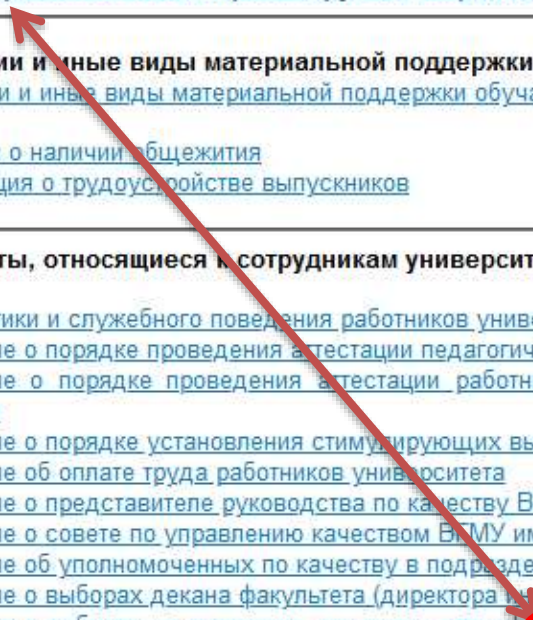 ии и иные виды материальной поддержки
и и иные виды материальной поддержки обуча
о наличии общежития
ция о трудоустройстве выпускников
ты, относящиеся к сотрудникам университ
тики и служебного поведения работников униве
ие о порядке проведения аттестации педагогич
ие о порядке проведения аттестации работн
ие о порядке установления стимулирующих вы
ие об оплате труда работников университета
ие о представителе руководства по качеству В
ие о совете по управлению качеством ВГМУ им
ие об уполномоченных по качеству в подразде
ие о выборах декана факультета (директора ин